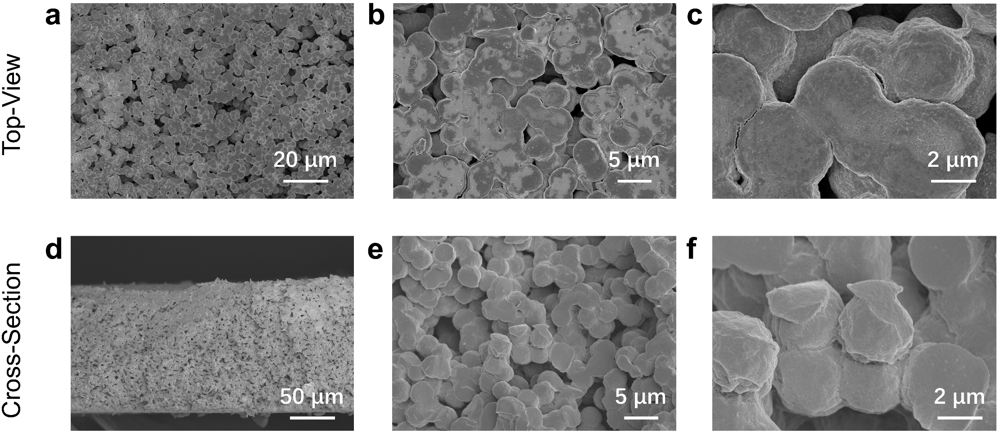 Top-View
a
20 μm
b
5 μm
c
2 μm
Cross-Section
d
50 μm
e
5 μm
f
2 μm